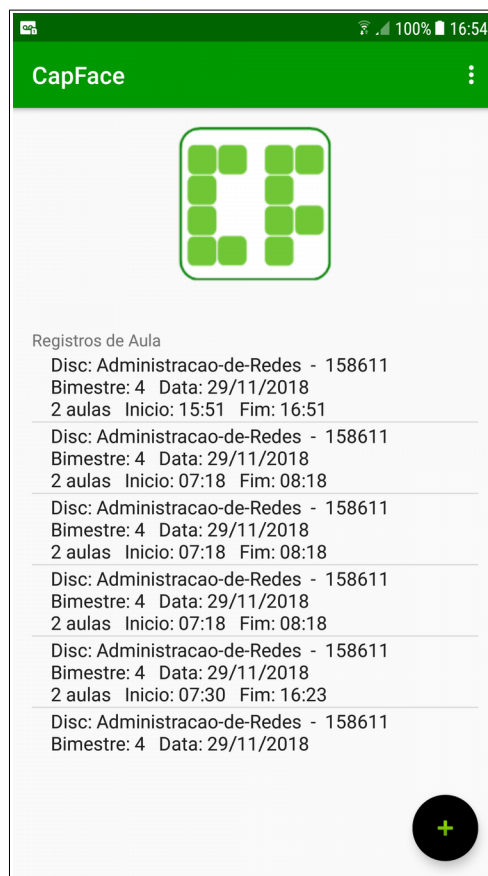 100% 16:54
CapFace
CF
Registros de Aula
Disc: Administracao-de-Redes - 158611
Bimestre: 4 Data: 29/11/2018
2 aulas Inicio: 15:51 Fim: 16:51
Disc: Administracao-de-Redes - 158611
Bimestre: 4 Data: 29/11/2018
2 aulas Inicio: 07:18 Fim: 08:18
Disc: Administracao-de-Redes - 158611
Bimestre: 4 Data: 29/11/2018
2 aulas Inicio: 07:18 Fim: 08:18
Disc: Administracao-de-Redes - 158611
Bimestre: 4 Data: 29/11/2018
2 aulas Inicio: 07:18 Fim: 08:18
Disc: Administracao-de-Redes - 158611
Bimestre: 4 Data: 29/11/2018
2 aulas Inicio: 07:30 Fim: 16:23
Disc: Administracao-de-Redes - 158611
Bimestre: 4 Data: 29/11/2018
+